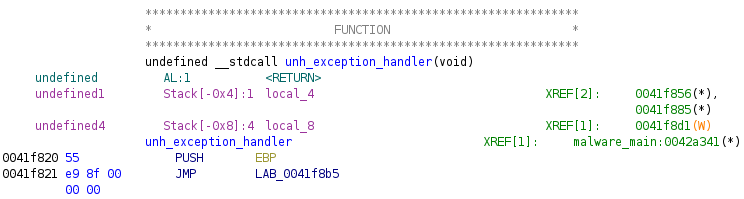 ************************************************************
* FUNCTION *
************************************************************
undefined __stdcall unh_exception_handler(void)
undefined AL:1 <RETURN>
undefined1 Stack[-0x4]:1 local_4 XREF[2]: 0041f856(*),
0041f885(*)
undefined4 Stack[-0x8]:4 local_8 XREF[1]: 0041f8d1(W)
unh_exception_handler XREF[1]: malware_main:0042a341(*)
0041f820 55 PUSH EBP
0041f821 e9 8f 00 JMP LAB_0041f8b5
00 00